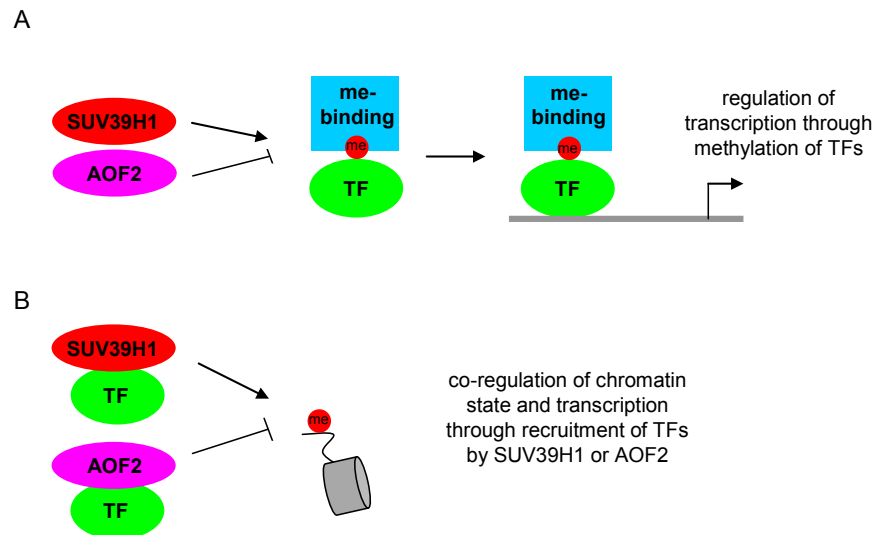 A
SUV39H1
AOF2
me-
binding
me
TF
me-
binding
me
TF
regulation of
transcription through
methylation of TFs
B
SUV39H1
TF
AOF2
TF
me
co-regulation of chromatin
state and transcription
through recruitment of TFs
by SUV39H1 or AOF2